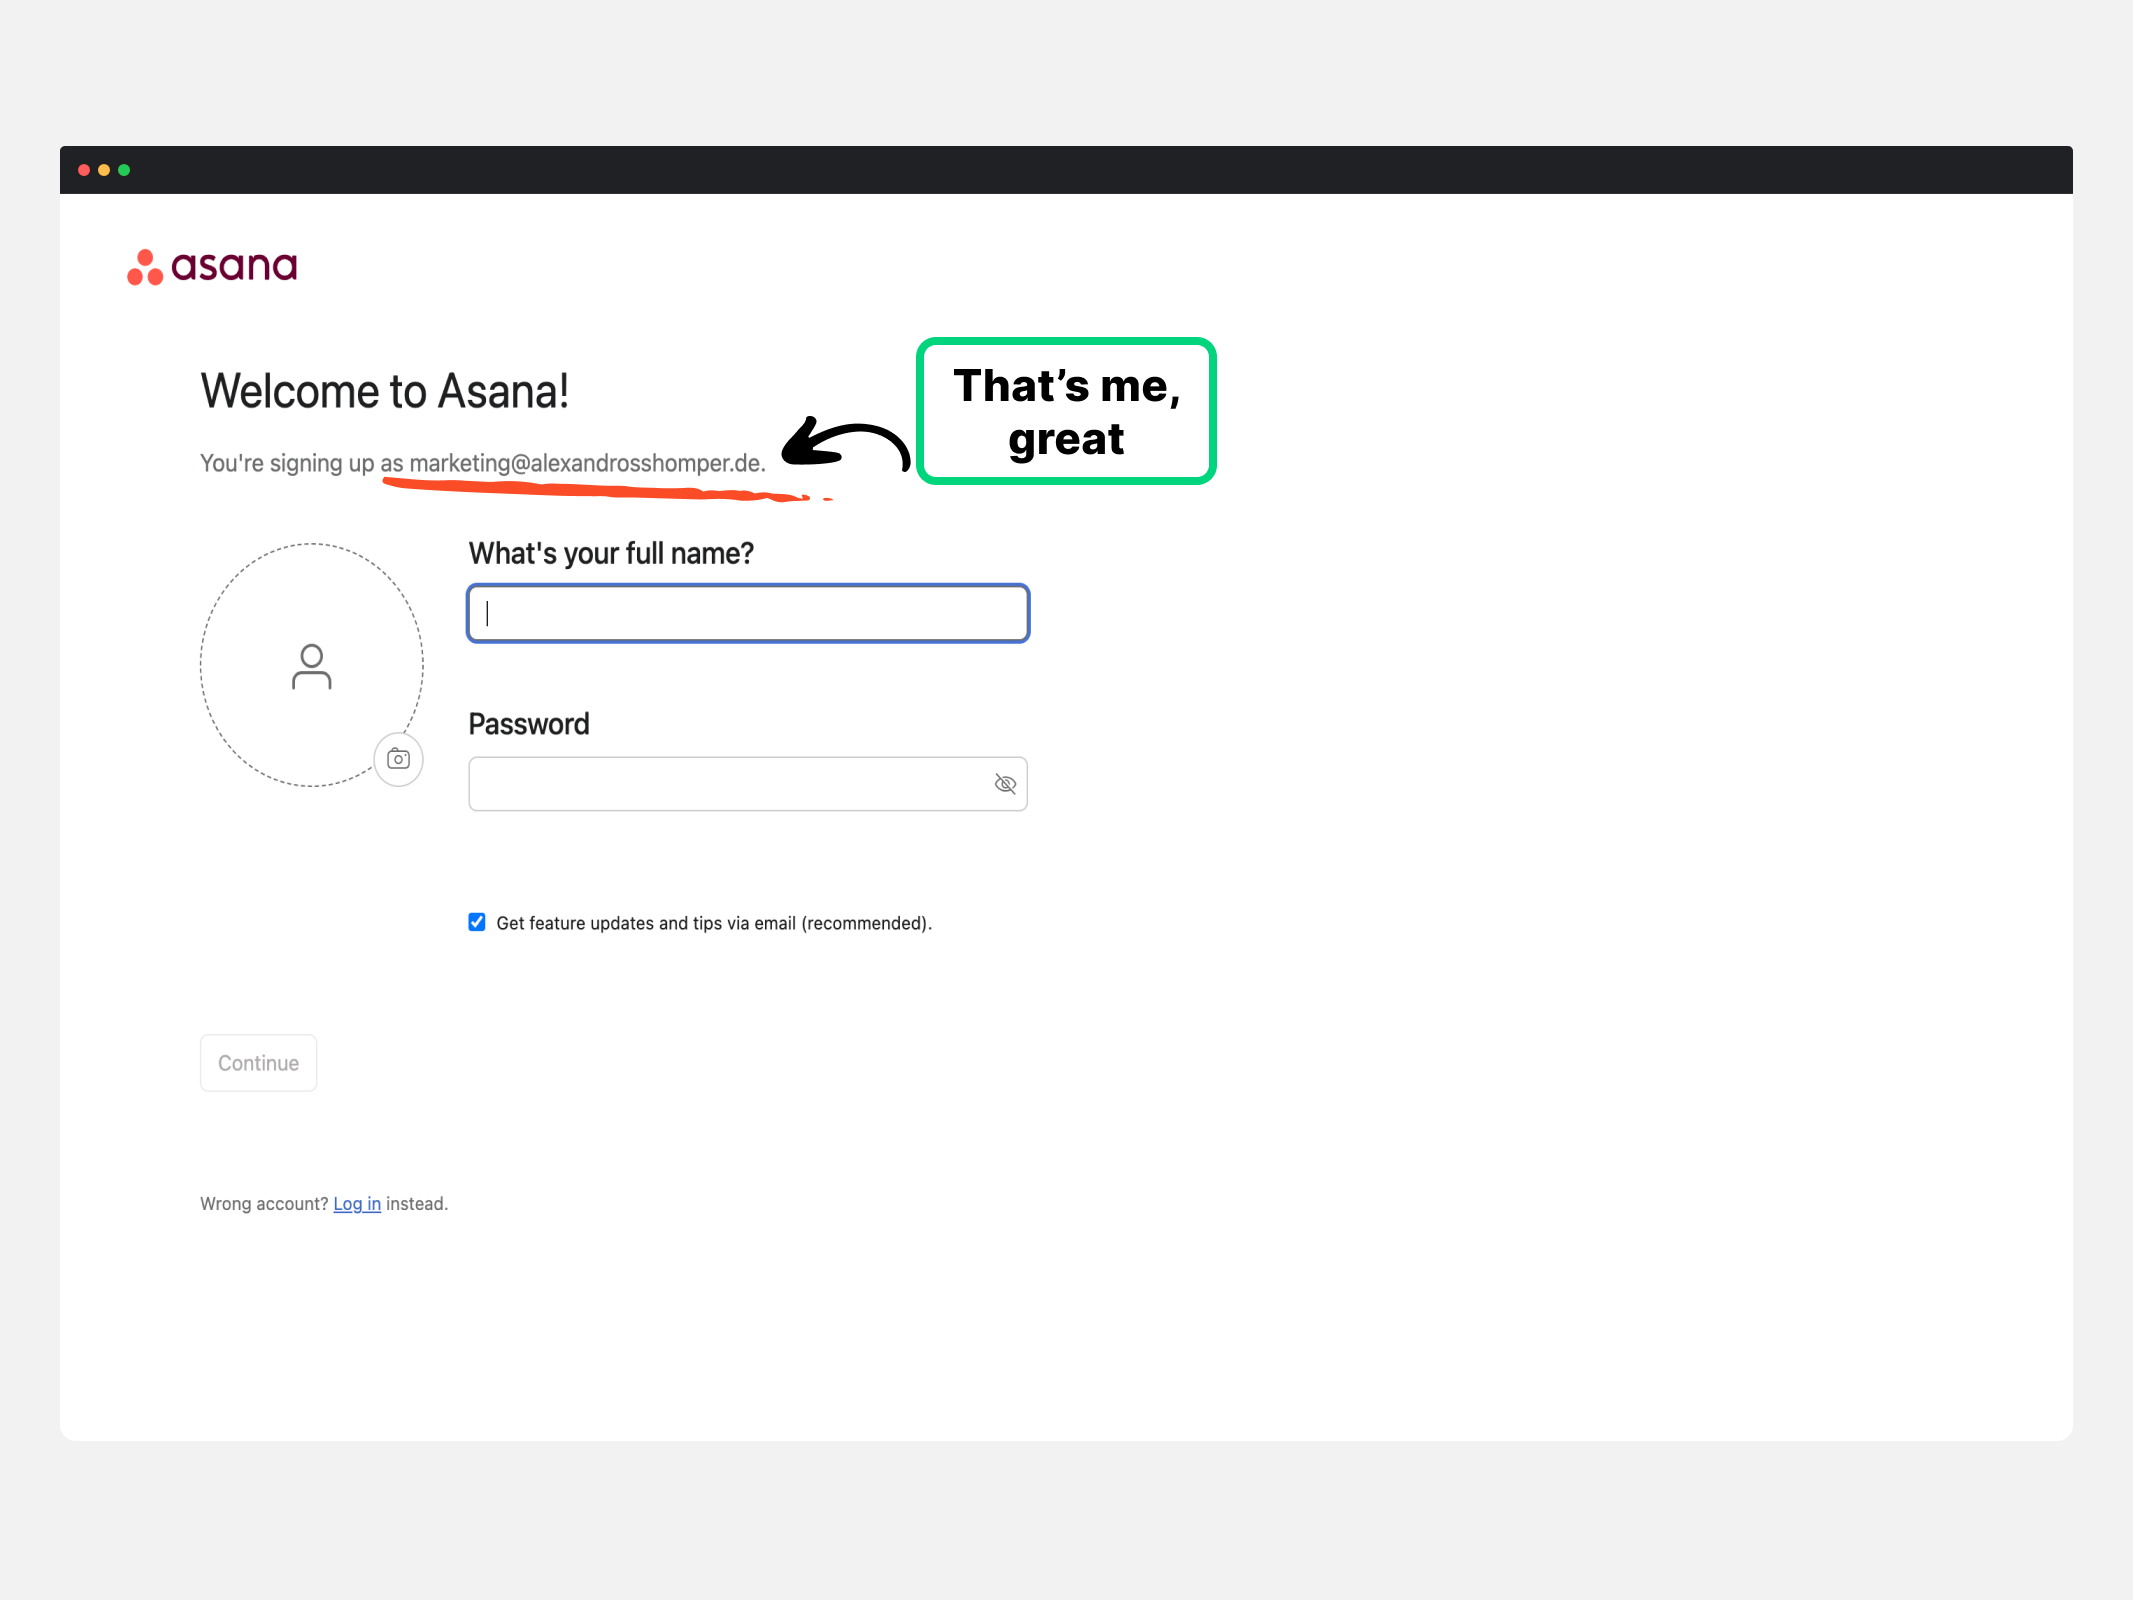 asana
Welcome to Asana!
You're signing up as marketing@alexandrosshomper.de.
That’s me,
great
What's your full name?
Password
Get feature updates and tips via email (recommended).
Continue
Wrong account? Log in instead.